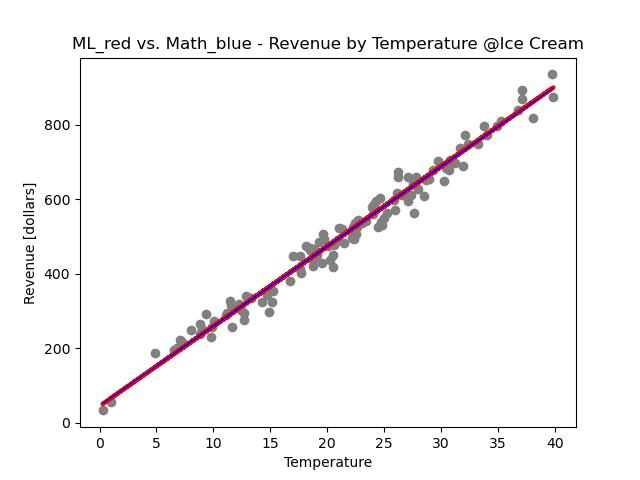 ML_red vs. Math_blue - Revenue by Temperature @Ice Cream
Revenue [dollars]
800
600
400
200
0
0 5 10 15 20 25 30 35 40
Temperature